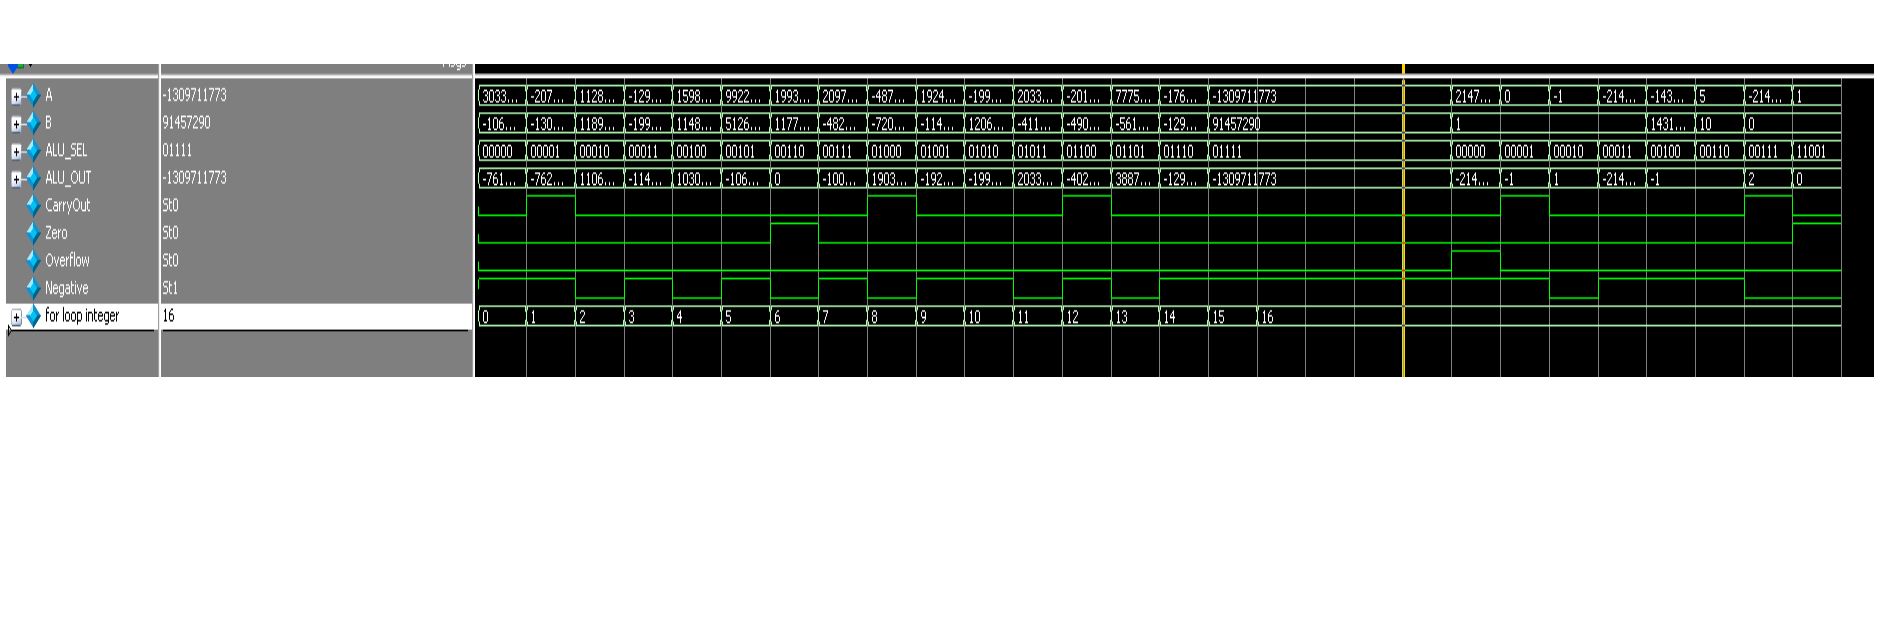 A -1309711773 3033... -207... 1128... -129... 1598... 9922... 1993... 2097... -487... 1924... -199... 2033... -201... 7775... -176... -1309711773 2147... 0 -1 -214... -143... 5 -214... 1
B 91457290 -106... -130... 1189... -199... 1148... 5126... 1177... -482... -720... -114... 1206... -411... -490... -561... -129... 91457290 1 1431... 10 0
ALU_SEL 01111 00000 00001 00010 00011 00100 00101 00110 00111 01000 01001 01010 01011 01100 01101 01110 01111 00000 00001 00010 00011 00100 00110 00111 11001
ALU_OUT -1309711773 -761... -762... 1106... -114... 1030... -106... 0 -100... 1903... -192... -199... 2033... -402... 3887... -129... -1309711773 -214... -1 1 -214... -1 2 0
CarryOut St0
Zero St0
Overflow St0
Negative St1
for loop integer 16 0 1 2 3 4 5 6 7 8 9 10 11 12 13 14 15 16